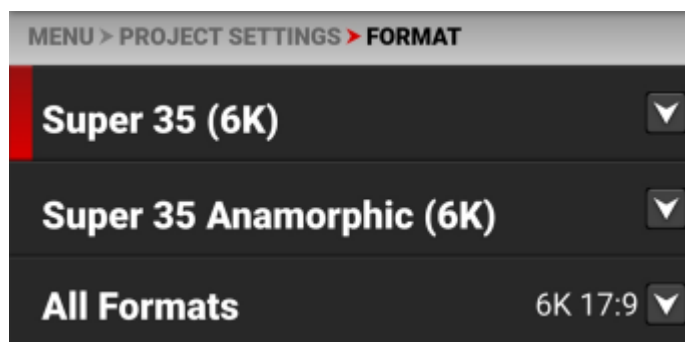 MENU > PROJECT SETTINGS > FORMAT
Super 35 (6K)
Super 35 Anamorphic (6K)
All Formats 6K 17:9